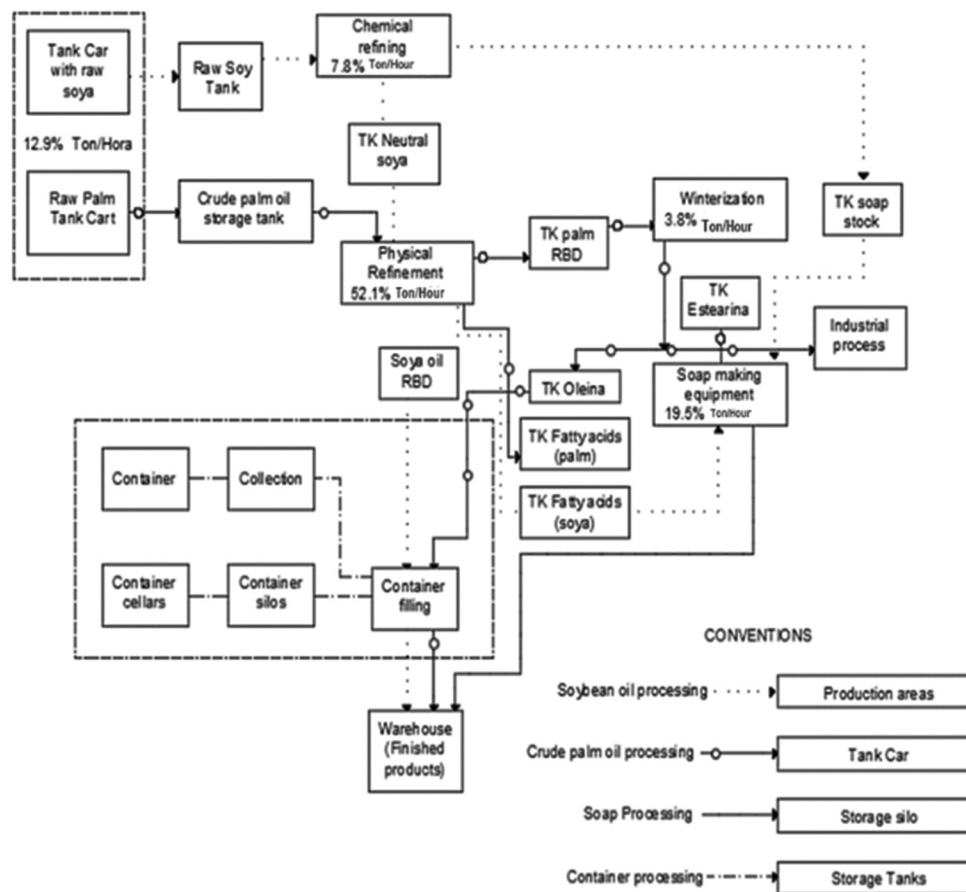 Tank Car
with raw
soya
Raw Soy
Tank
Chemical
refining
7.8% Ton/Hour
12.9% Ton/Hora
TK Neutral
soya
Raw Palm
Tank Cart
Crude palm oil
storage tank
Physical
Refinement
52.1% Ton/Hour
TK palm
RBD
Winterization
3.8% Ton/Hour
TK soap
stock
TK
Estearina
Industrial
process
Soya oil
RBD
TK Oleina
Soap making
equipment
19.5% Ton/Hour
TK Fatty acids
(palm)
TK Fatty acids
(soya)
Container
Collection
Container
cellars
Container
silos
Container
filling
Warehouse
(Finished
products)
CONVENTIONS
Soybean oil processing
Production areas
Crude palm oil processing
Tank Car
Soap Processing
Storage silo
Container processing
Storage Tanks